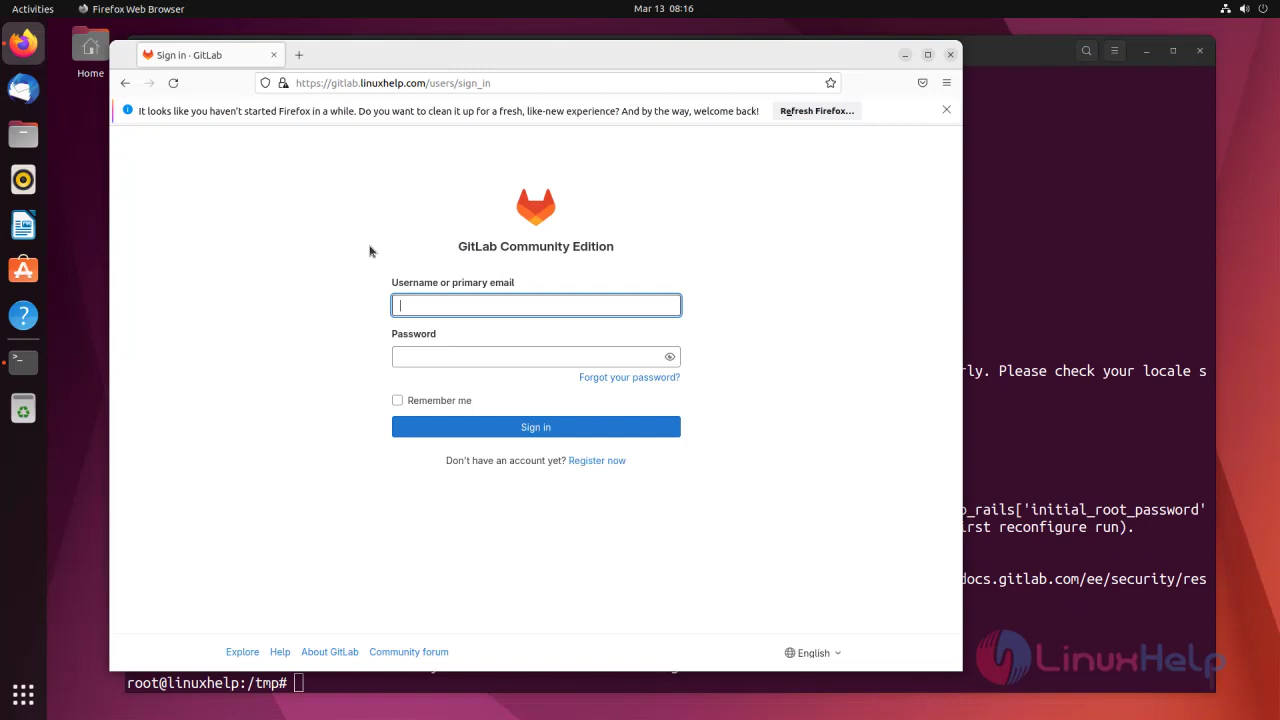 Activities Firefox Web Browser Mar 13 08:16
Home
Sign in · GitLab
https://gitlab.linuxhelp.com/users/sign_in
It looks like you haven't started Firefox in a while. Do you want to clean it up for a fresh, like-new experience? And by the way, welcome back! Refresh Firefox...
GitLab Community Edition
Username or primary email
Password
Forgot your password?
Remember me
Sign in
Don't have an account yet? Register now
Explore Help About GitLab Community forum English
rly. Please check your locale s
_rails['initial_root_password'
irst reconfigure run).
docs.gitlab.com/ee/security/res
root@linuxhelp:/tmp#
LinuxHelp